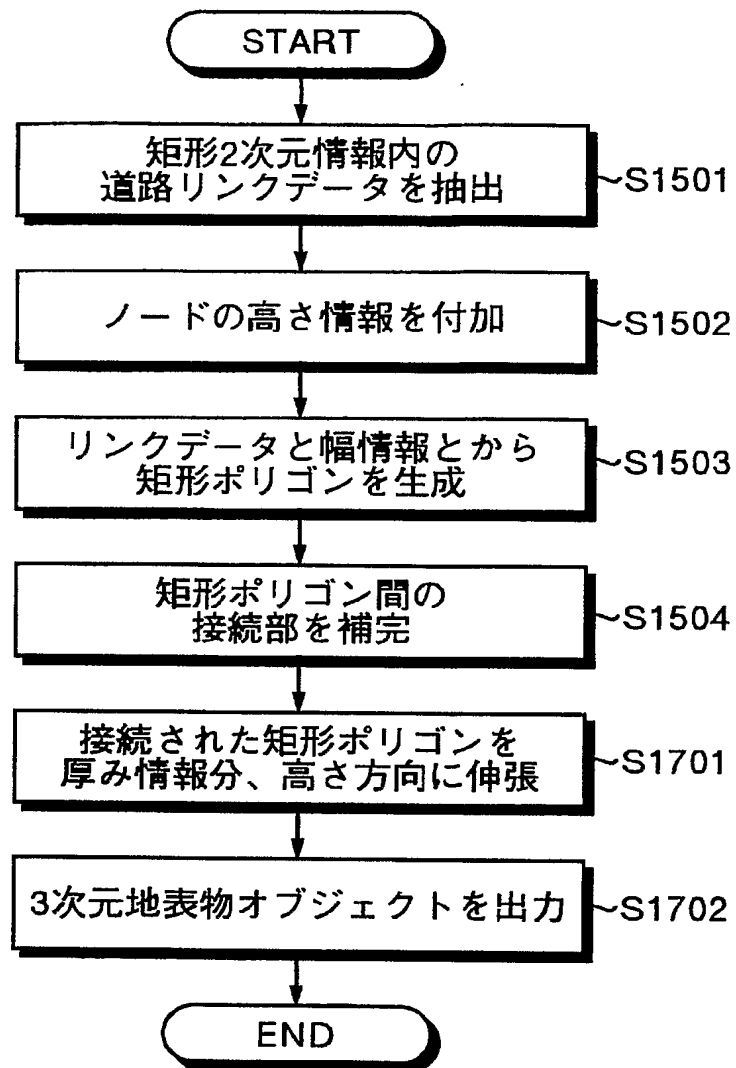 START
矩形2次元情報内の
道路リンクデータを抽出
~S1501
ノードの高さ情報を付加
~S1502
リンクデータと幅情報とから
矩形ポリゴンを生成
~S1503
矩形ポリゴン間の
接続部を補完
~S1504
接続された矩形ポリゴンを
厚み情報分、高さ方向に伸張
~S1701
3次元地表物オブジェクトを出力
~S1702
END